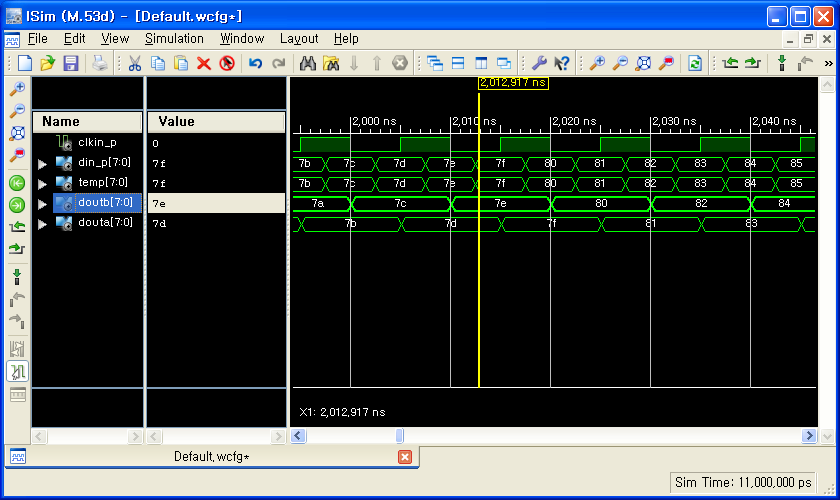 ISim (M.53d) - [Default.wcfg*]
File Edit View Simulation Window Layout Help
2,012,917 ns
Name Value
2,000 ns 2,010 ns 2,020 ns 2,030 ns 2,040 ns
clkin_p 0
din_p[7:0] 7f 7b 7c 7d 7e 7f 80 81 82 83 84 85
temp[7:0] 7f 7b 7c 7d 7e 7f 80 81 82 83 84 85
doutb[7:0] 7e 7a 7c 7e 80 82 84
douta[7:0] 7d 7b 7d 7f 81 83
X1: 2,012,917 ns
Default.wcfg*
Sim Time: 11,000,000 ps